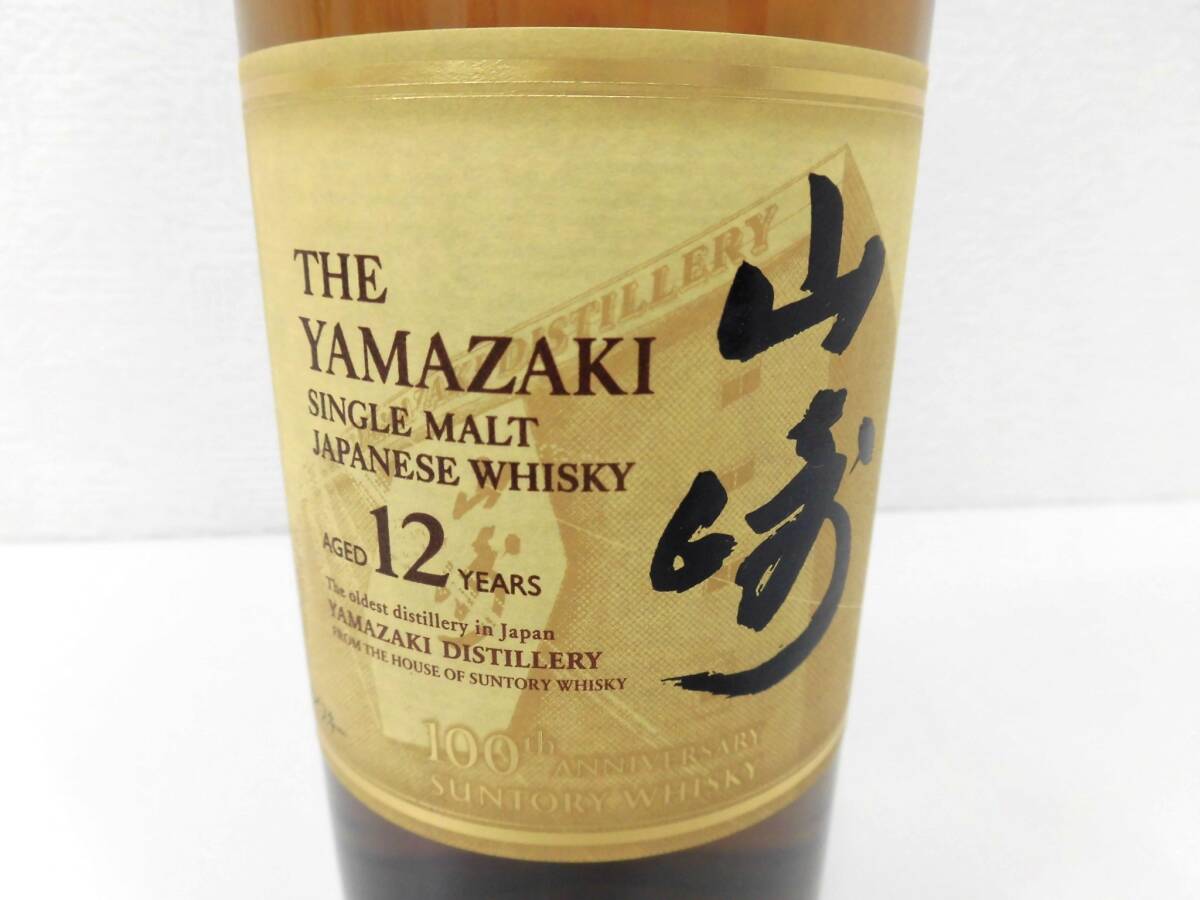 THE
YAMAZAKI
SINGLE MALT
JAPANESE WHISKY
AGED 12 YEARS
The oldest distillery in Japan
YAMAZAKI DISTILLERY
FROM THE HOUSE OF SUNTORY WHISKY
100th ANNIVERSARY
SUNTORY WHISKY
山崎
DISTILLERY